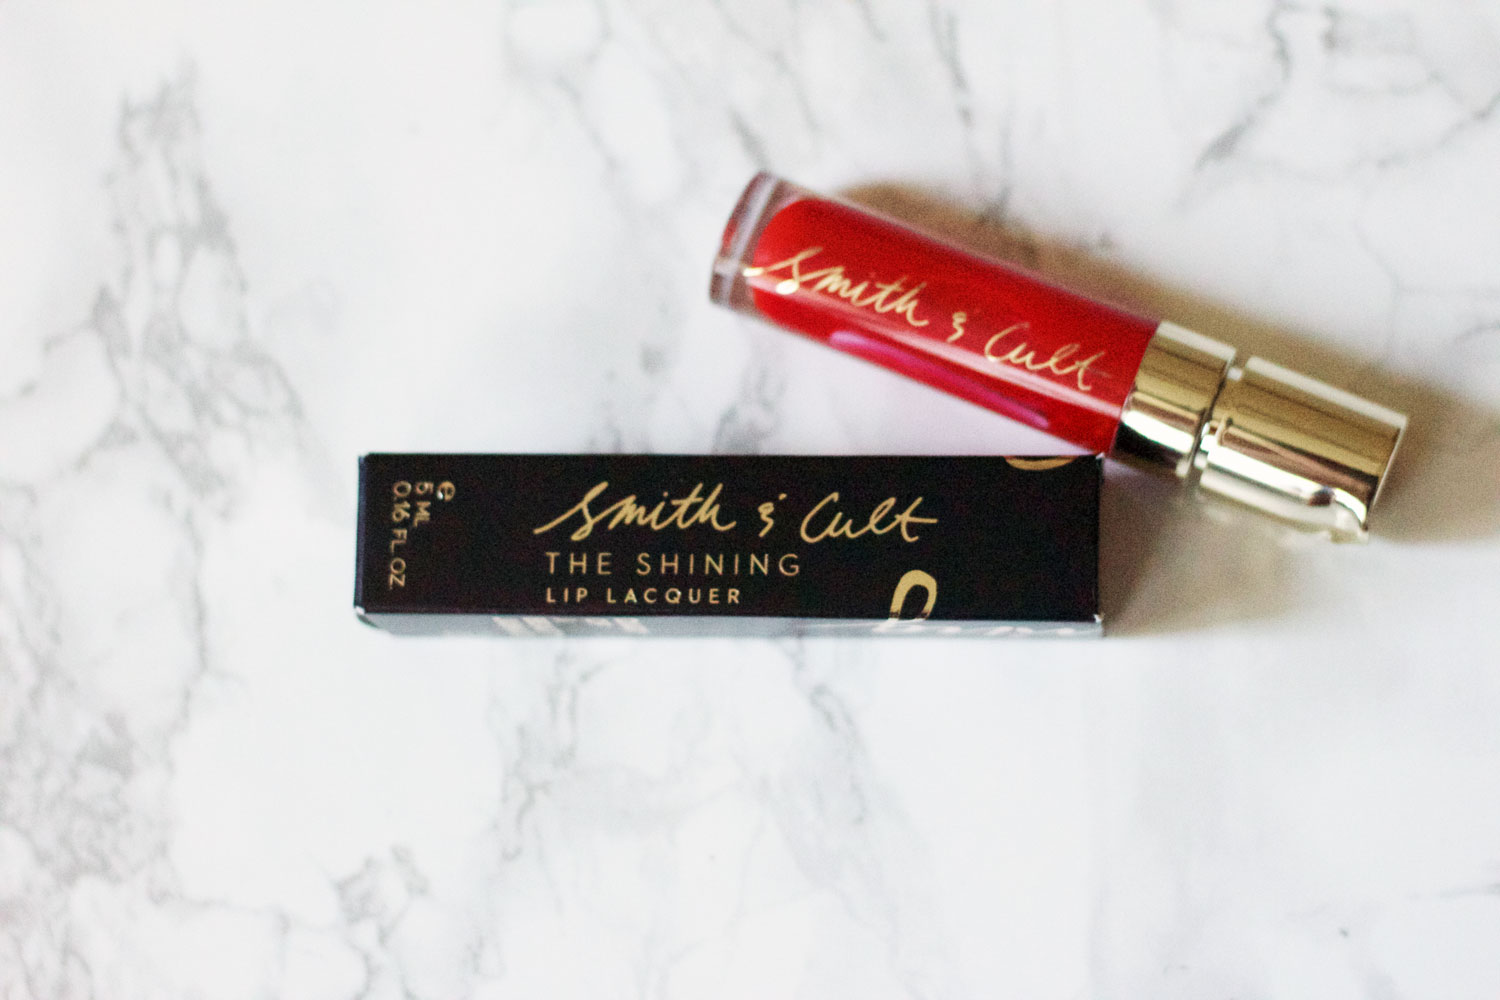 Smith & Cult
Smith & Cult
THE SHINING
LIP LACQUER
e
5 ML
0.16 FL.OZ